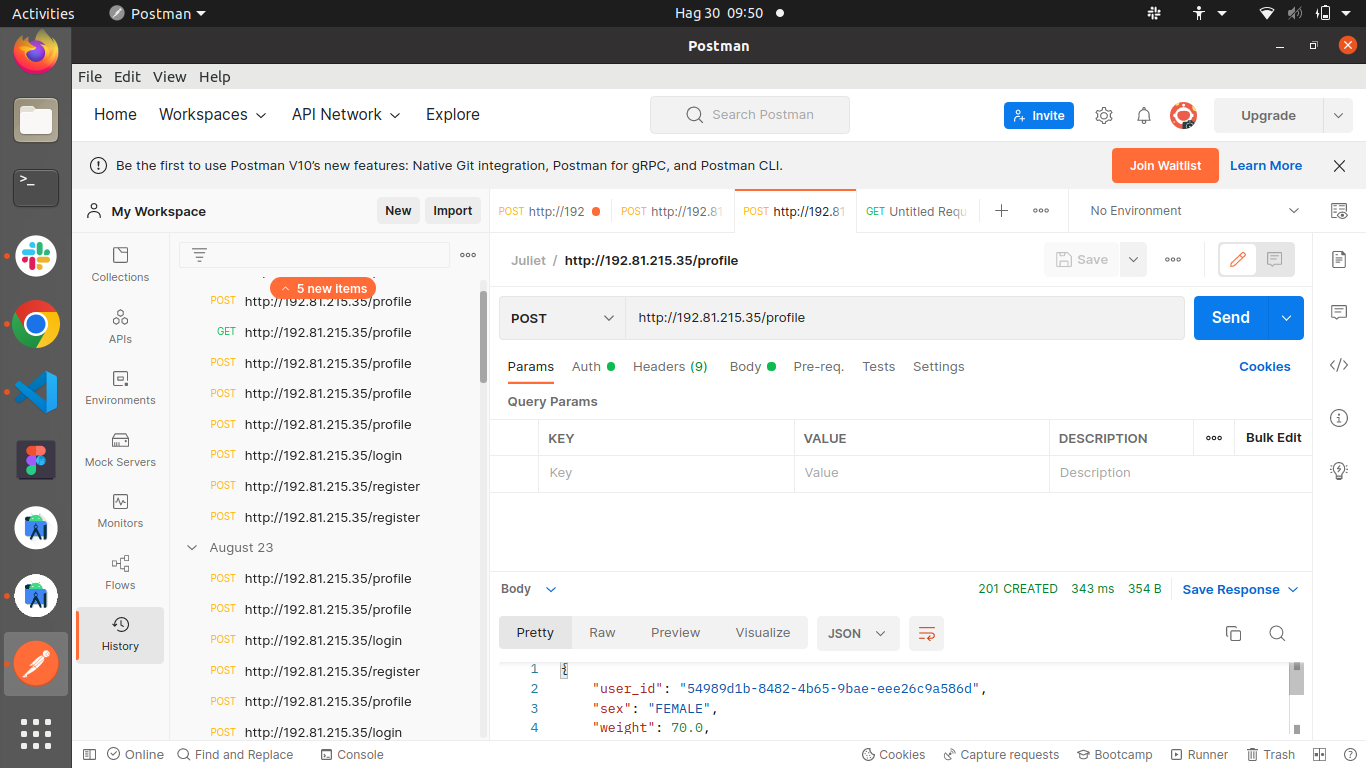 Activities Postman Hag 30 09:50
Postman
File Edit View Help
Home Workspaces API Network Explore Search Postman Invite Upgrade
Be the first to use Postman V10's new features: Native Git integration, Postman for gRPC, and Postman CLI. Join Waitlist Learn More
My Workspace New Import
POST http://192 POST http://192.81 POST http://192.81 GET Untitled Requ No Environment
Collections
APIs
Environments
Mock Servers
Monitors
Flows
History
5 new items
POST http://192.81.215.35/profile
GET http://192.81.215.35/profile
POST http://192.81.215.35/profile
POST http://192.81.215.35/profile
POST http://192.81.215.35/profile
POST http://192.81.215.35/login
POST http://192.81.215.35/register
POST http://192.81.215.35/register
August 23
POST http://192.81.215.35/profile
POST http://192.81.215.35/profile
POST http://192.81.215.35/login
POST http://192.81.215.35/register
POST http://192.81.215.35/profile
POST http://192.81.215.35/login
Juliet / http://192.81.215.35/profile Save
POST http://192.81.215.35/profile Send
Params Auth Headers (9) Body Pre-req. Tests Settings Cookies
Query Params
KEY VALUE DESCRIPTION Bulk Edit
Key Value Description
Body 201 CREATED 343 ms 354 B Save Response
Pretty Raw Preview Visualize JSON
1 {
2 "user_id": "54989d1b-8482-4b65-9bae-eee26c9a586d",
3 "sex": "FEMALE",
4 "weight": 70.0,
Online Find and Replace Console Cookies Capture requests Bootcamp Runner Trash